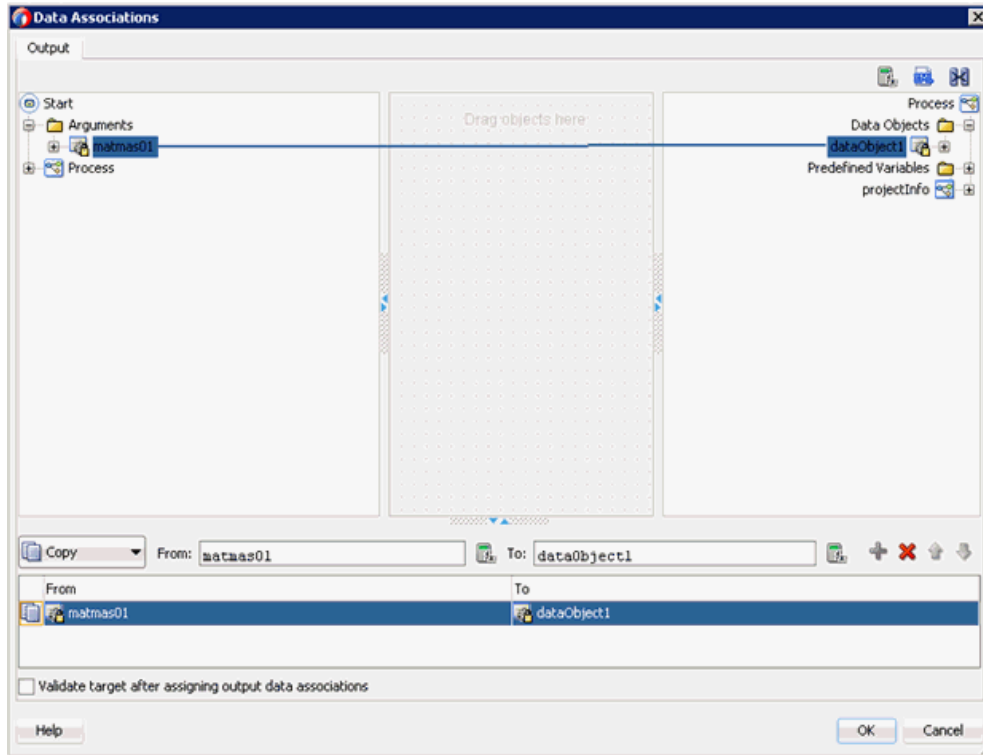 Data Associations
Output
Start
Arguments
matmas01
Process
Drag objects here
Process
Data Objects
dataObject1
Predefined Variables
projectInfo
Copy From: matmas01 To: dataObject1
From To
matmas01 dataObject1
Validate target after assigning output data associations
Help OK Cancel